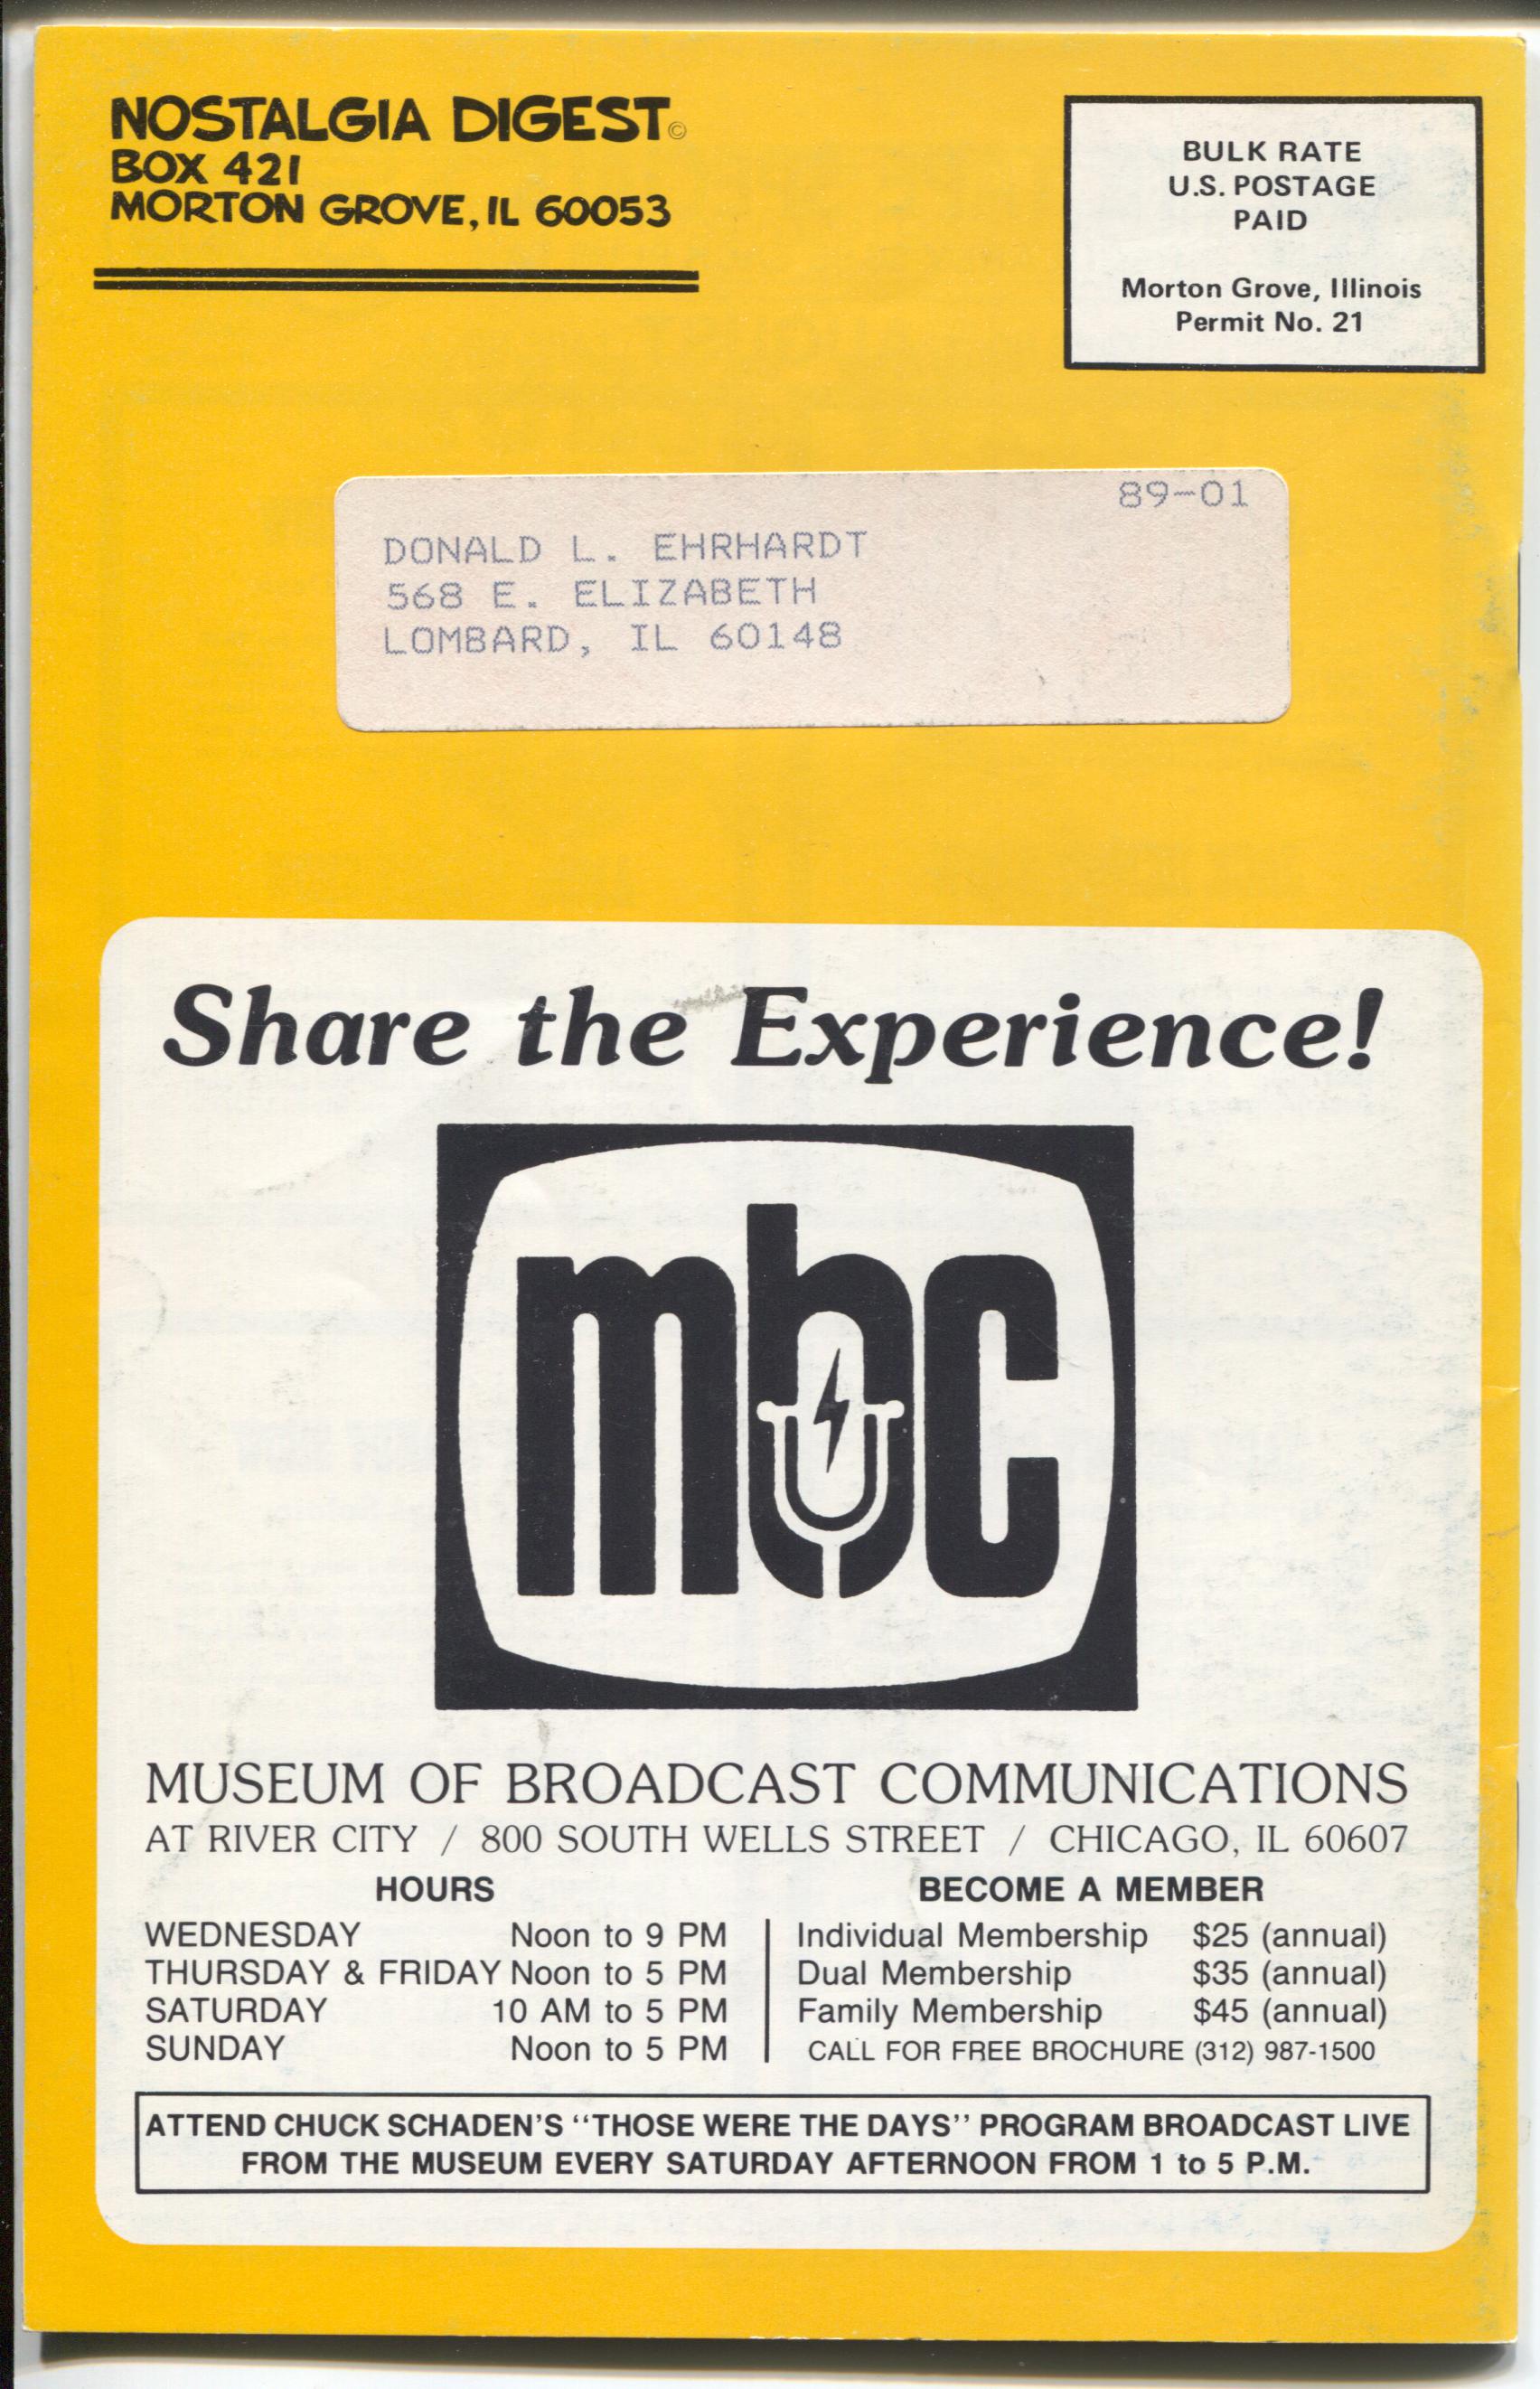 NOSTALGIA DIGEST©
BOX 421
MORTON GROVE, IL 60053
BULK RATE
U.S. POSTAGE
PAID
Morton Grove, Illinois
Permit No. 21
89-01
DONALD L. EHRHARDT
568 E. ELIZABETH
LOMBARD, IL 60148
Share the Experience!
mbc
MUSEUM OF BROADCAST COMMUNICATIONS
AT RIVER CITY / 800 SOUTH WELLS STREET / CHICAGO, IL 60607
HOURS
WEDNESDAY Noon to 9 PM
THURSDAY & FRIDAY Noon to 5 PM
SATURDAY 10 AM to 5 PM
SUNDAY Noon to 5 PM
BECOME A MEMBER
Individual Membership $25 (annual)
Dual Membership $35 (annual)
Family Membership $45 (annual)
CALL FOR FREE BROCHURE (312) 987-1500
ATTEND CHUCK SCHADEN'S "THOSE WERE THE DAYS" PROGRAM BROADCAST LIVE
FROM THE MUSEUM EVERY SATURDAY AFTERNOON FROM 1 to 5 P.M.